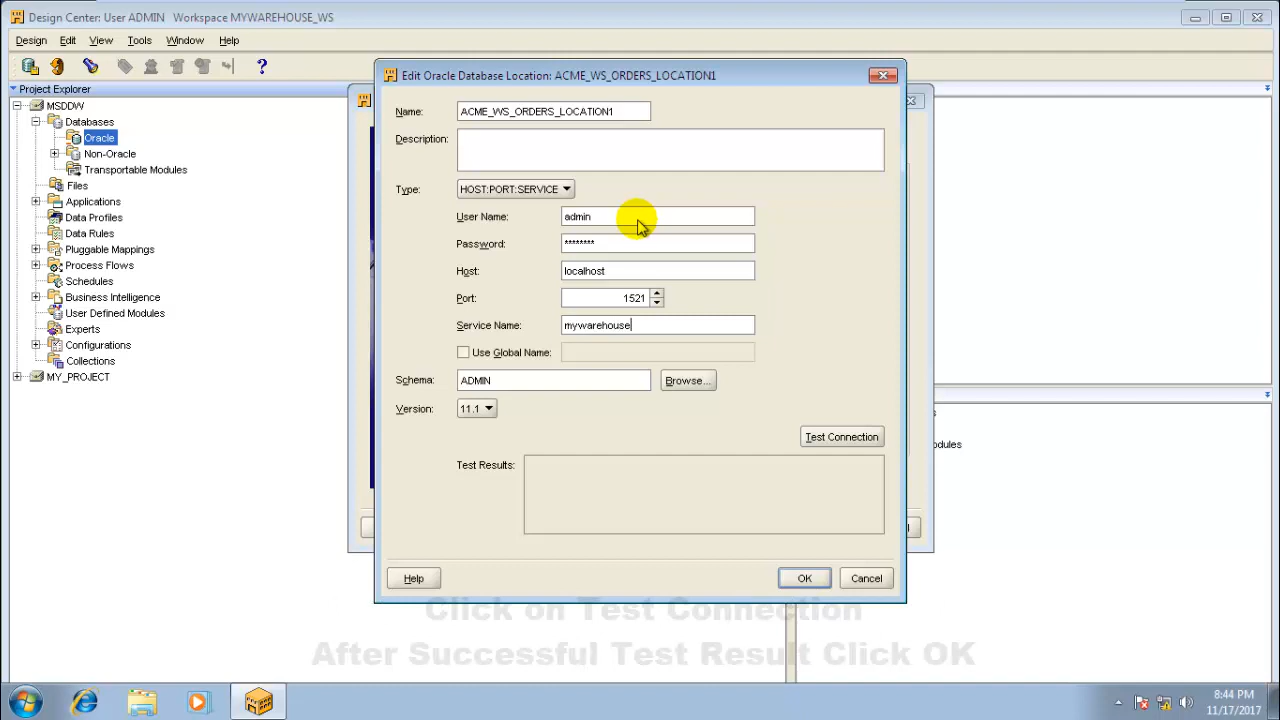 Design Center: User ADMIN   Workspace MYWAREHOUSE_WS
Design Edit View Tools Window Help
Project Explorer
MSDDW
Databases
Oracle
Non-Oracle
Transportable Modules
Files
Applications
Data Profiles
Data Rules
Pluggable Mappings
Process Flows
Schedules
Business Intelligence
User Defined Modules
Experts
Configurations
Collections
MY_PROJECT
Edit Oracle Database Location: ACME_WS_ORDERS_LOCATION1
Name: ACME_WS_ORDERS_LOCATION1
Description:
Type: HOST:PORT:SERVICE
User Name: admin
Password: ********
Host: localhost
Port: 1521
Service Name: mywarehouse
Use Global Name:
Schema: ADMIN Browse...
Version: 11.1
Test Connection
Test Results:
Help OK Cancel
Click on Test Connection
After Successful Test Result Click OK
8:44 PM
11/17/2017